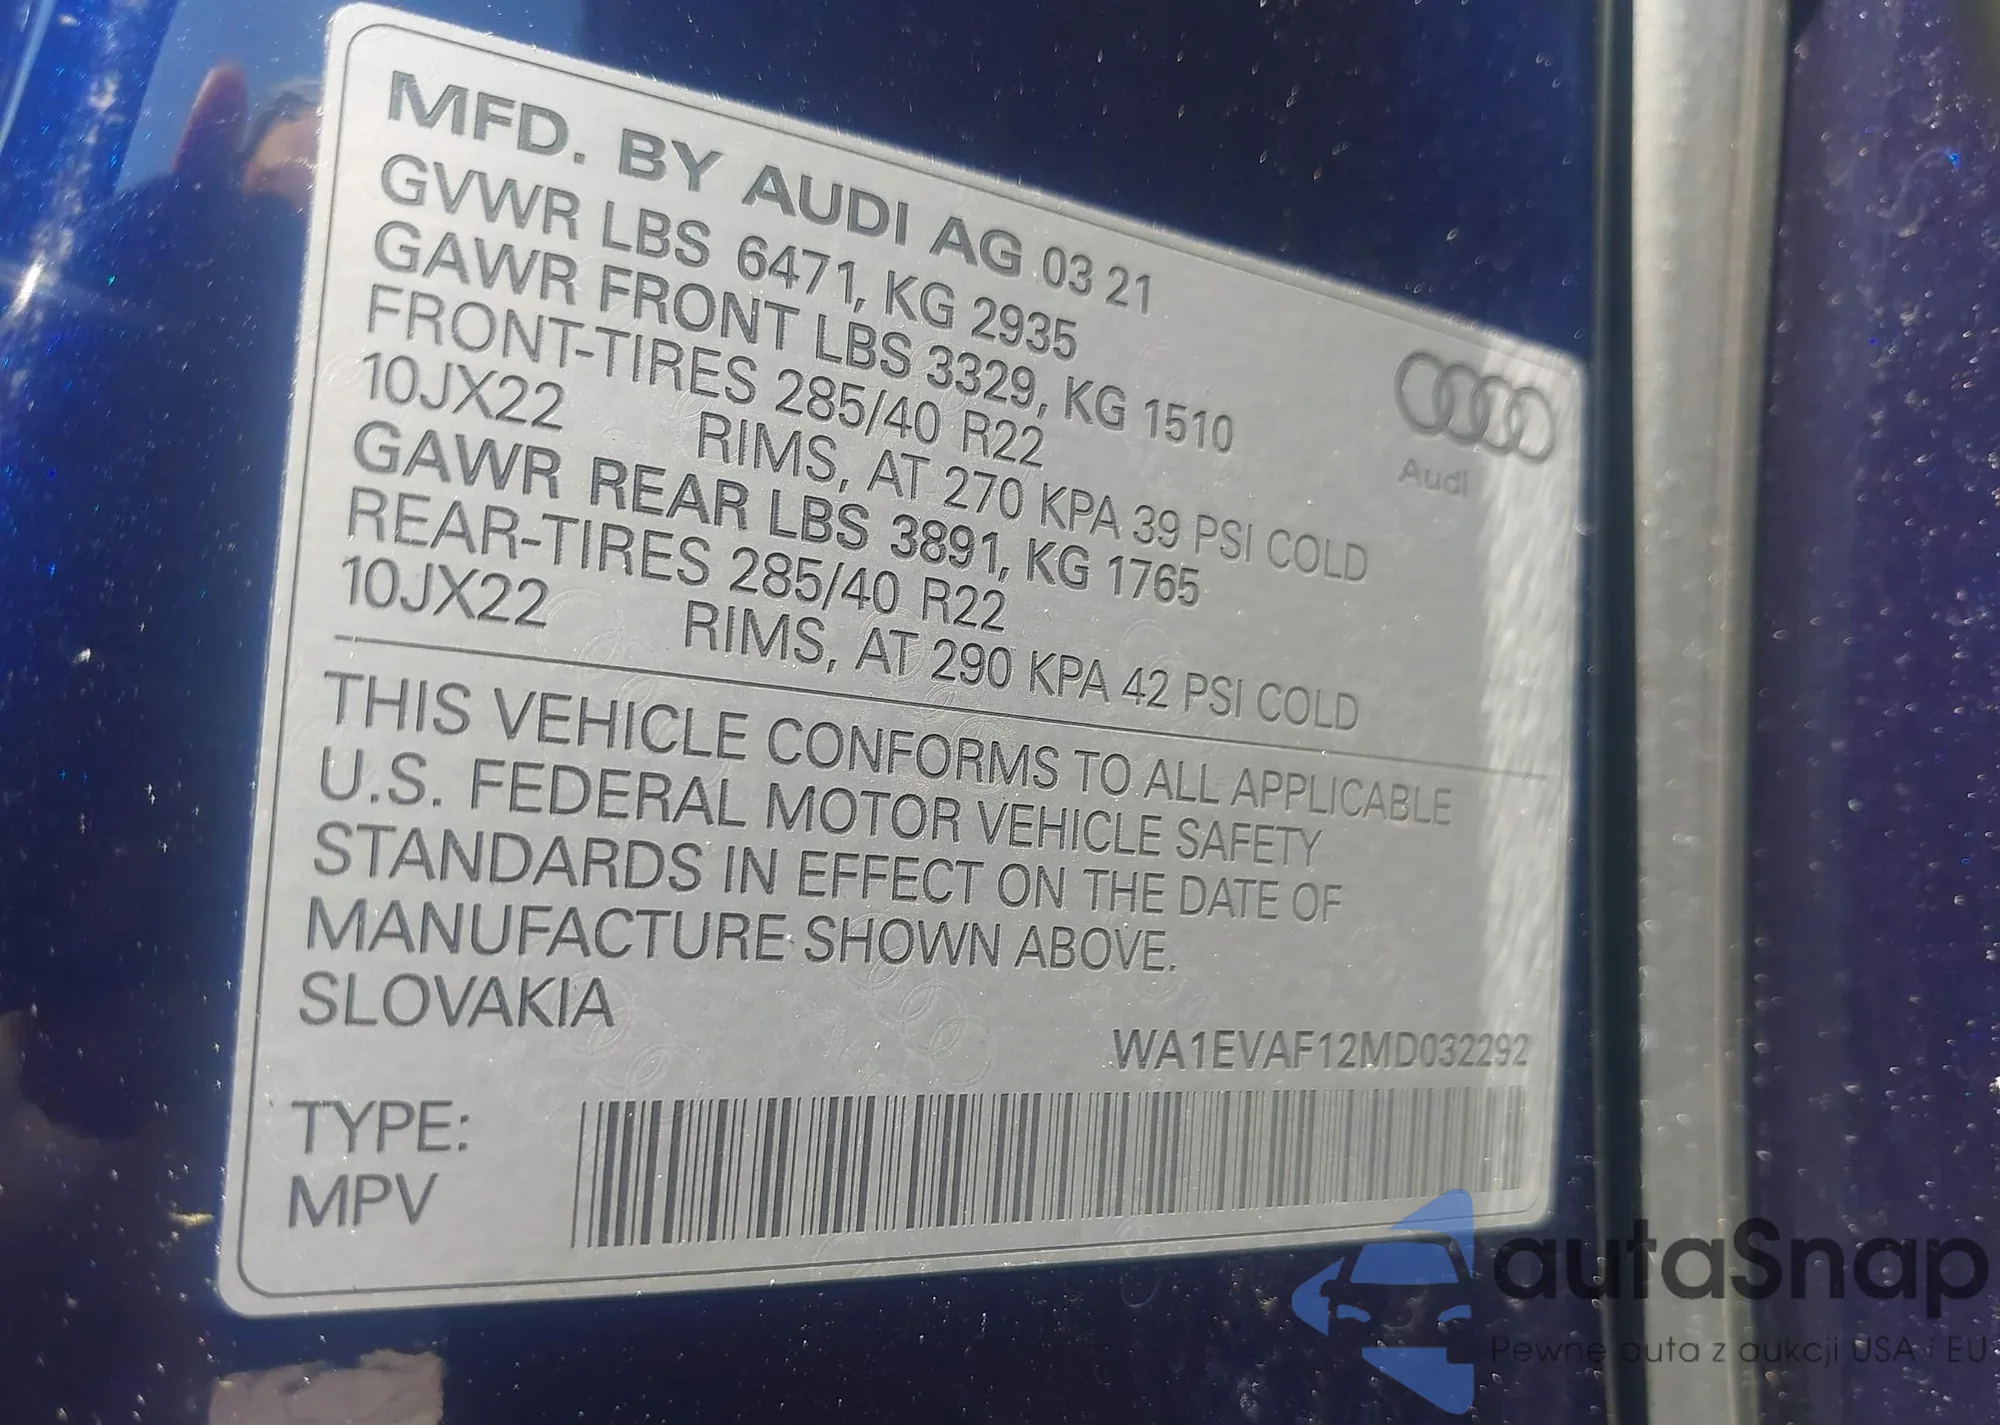 MFD. BY AUDI AG 03 21
GVWR LBS 6471, KG 2935
GAWR FRONT LBS 3329, KG 1510
FRONT-TIRES 285/40 R22
10JX22 RIMS, AT 270 KPA 39 PSI COLD
GAWR REAR LBS 3891, KG 1765
REAR-TIRES 285/40 R22
10JX22 RIMS, AT 290 KPA 42 PSI COLD
Audi
THIS VEHICLE CONFORMS TO ALL APPLICABLE
U.S. FEDERAL MOTOR VEHICLE SAFETY
STANDARDS IN EFFECT ON THE DATE OF
MANUFACTURE SHOWN ABOVE.
SLOVAKIA
WA1EVAF12MD032292
TYPE:
MPV
autaSnap
Pewne auta z aukcji USA i EU